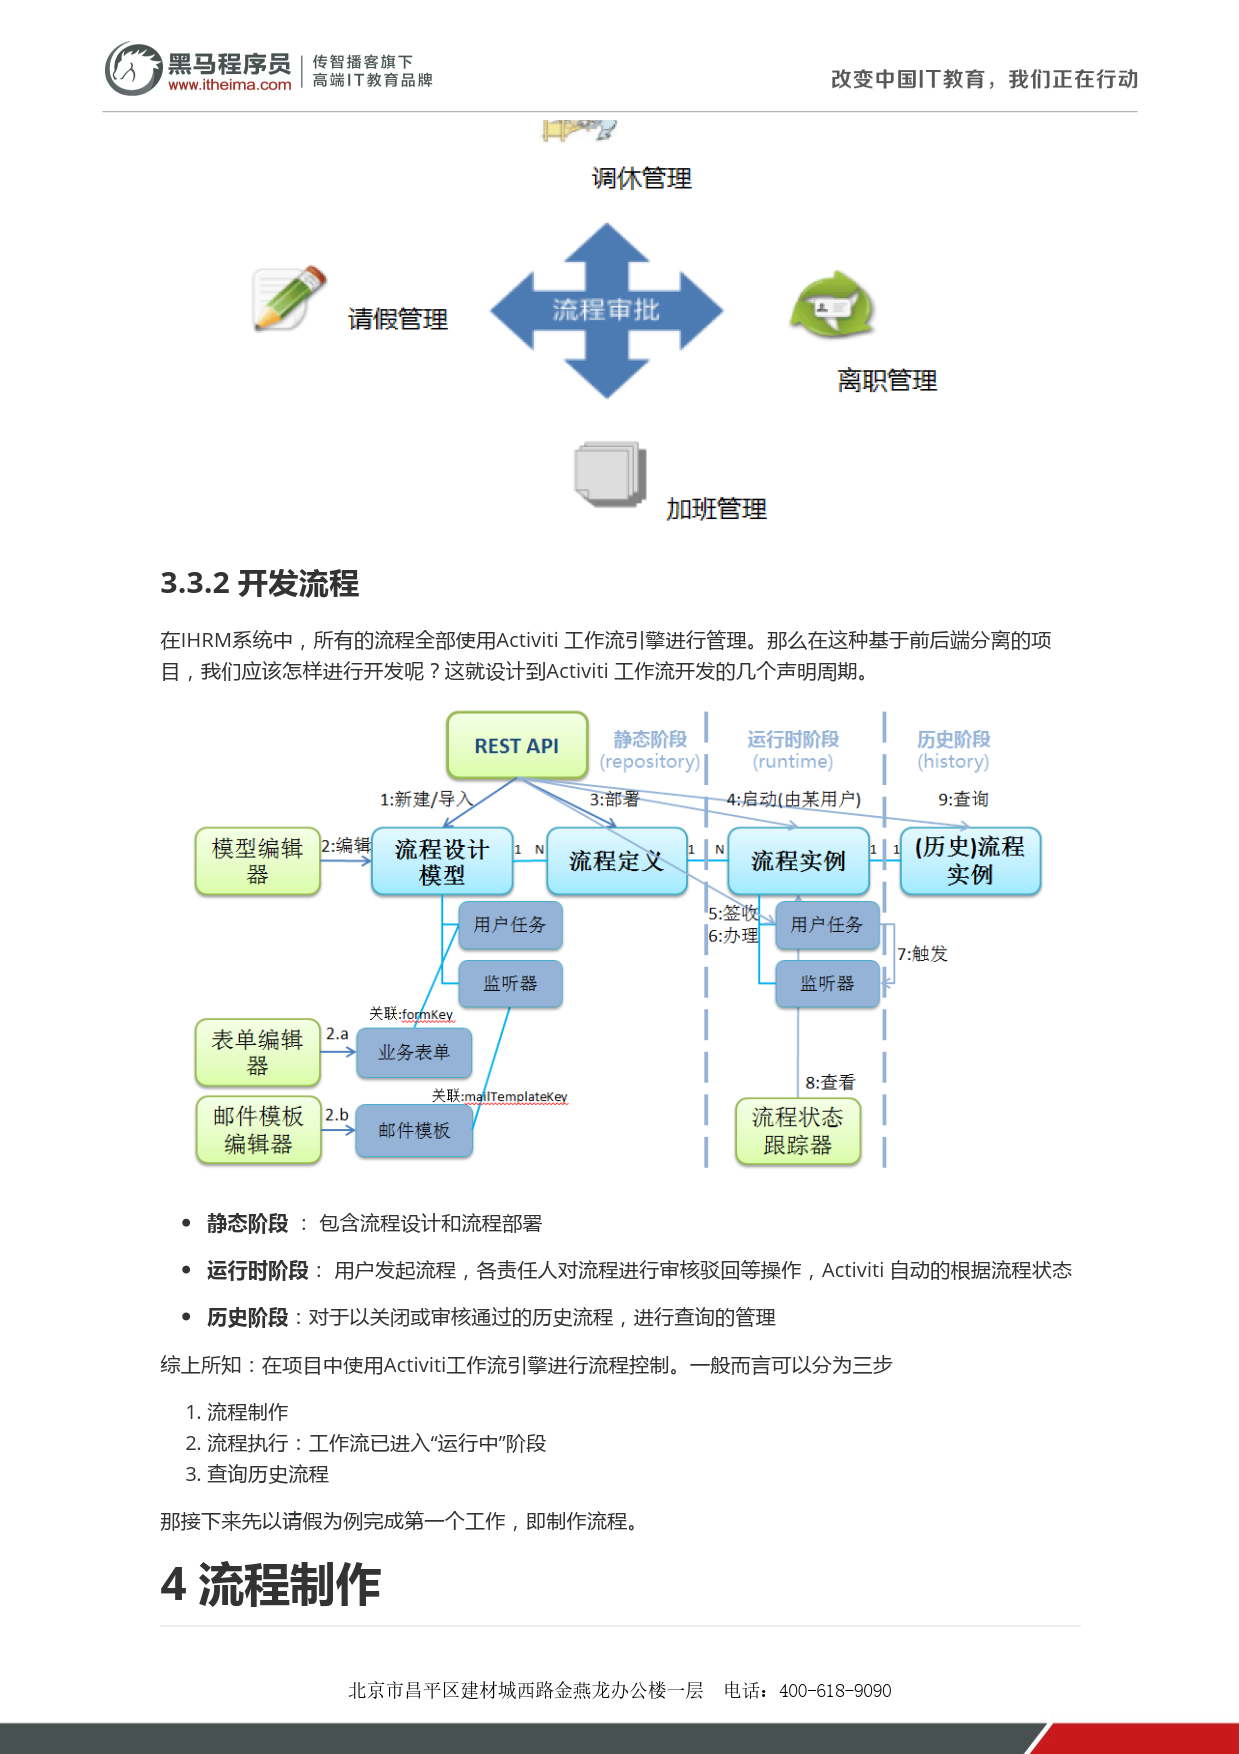 黑马程序员
www.itheima.com
传智播客旗下
高端IT教育品牌
改变中国IT教育，我们正在行动
调休管理
请假管理
流程审批
离职管理
加班管理
3.3.2 开发流程
在IHRM系统中，所有的流程全部使用Activiti 工作流引擎进行管理。那么在这种基于前后端分离的项
目，我们应该怎样进行开发呢？这就设计到Activiti 工作流开发的几个声明周期。
REST API
静态阶段
(repository)
运行时阶段
(runtime)
历史阶段
(history)
1:新建/导入
3:部署
4:启动(由某用户)
9:查询
模型编辑
器
2:编辑
流程设计
模型
1 N
流程定义
1 N
流程实例
1 1
(历史)流程
实例
用户任务
监听器
5:签收
6:办理
用户任务
监听器
7:触发
关联:formKey
表单编辑
器
2.a
业务表单
关联:mailTemplateKey
邮件模板
编辑器
2.b
邮件模板
8:查看
流程状态
跟踪器
• 静态阶段 ： 包含流程设计和流程部署
• 运行时阶段： 用户发起流程，各责任人对流程进行审核驳回等操作，Activiti 自动的根据流程状态
• 历史阶段：对于以关闭或审核通过的历史流程，进行查询的管理
综上所知：在项目中使用Activiti工作流引擎进行流程控制。一般而言可以分为三步
1. 流程制作
2. 流程执行：工作流已进入“运行中”阶段
3. 查询历史流程
那接下来先以请假为例完成第一个工作，即制作流程。
4 流程制作
北京市昌平区建材城西路金燕龙办公楼一层 电话：400-618-9090